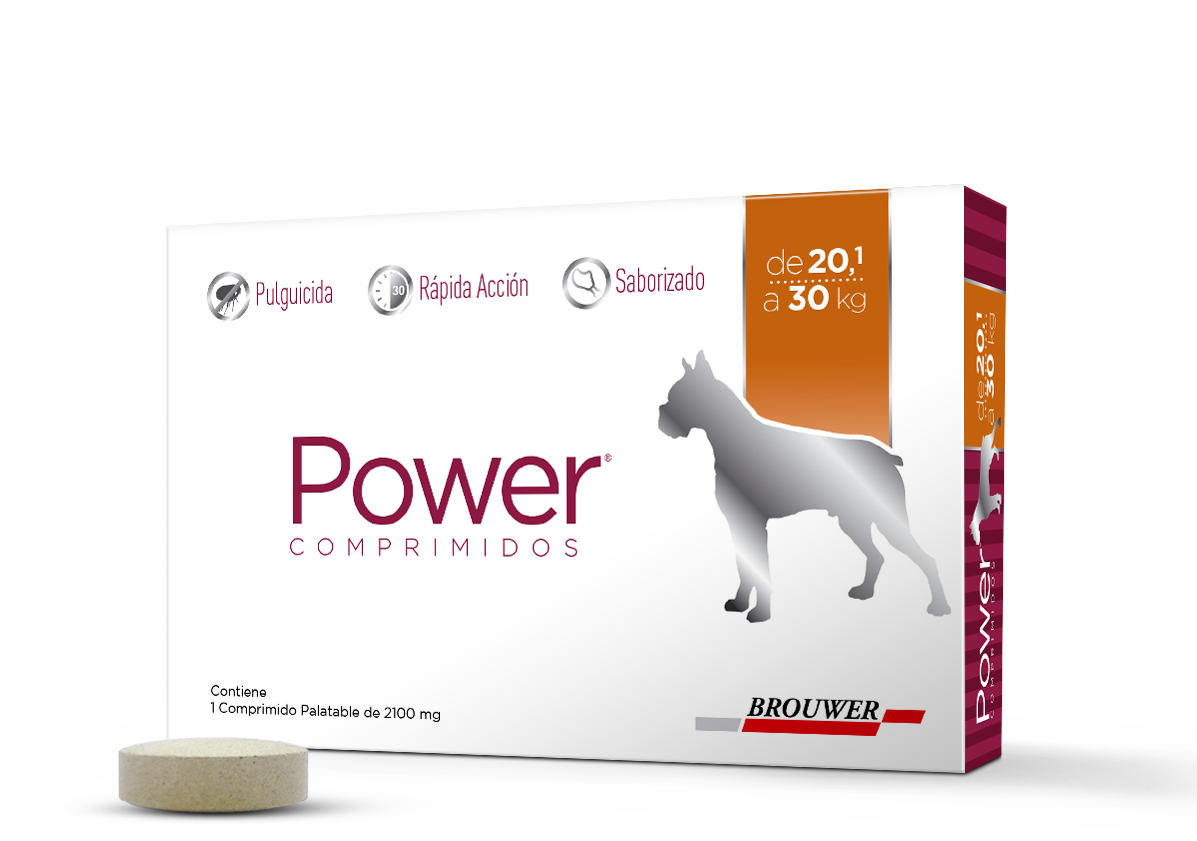 Pulguicida
30
Rápida Acción
Saborizado
de 20,1
a 30 kg
Power®
COMPRIMIDOS
Contiene
1 Comprimido Palatable de 2100 mg
BROUWER
de 20,1
a 30 kg
Power
COMPRIMIDOS